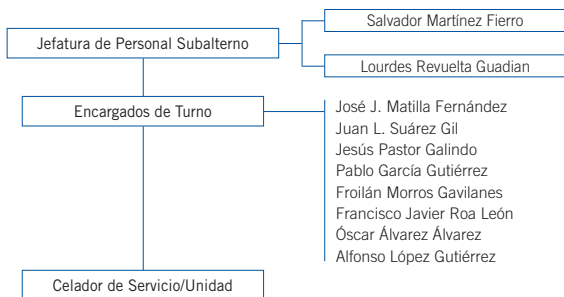 Jefatura de Personal Subalterno
Salvador Martínez Fierro
Lourdes Revuelta Guadian
Encargados de Turno
José J. Matilla Fernández
Juan L. Suárez Gil
Jesús Pastor Galindo
Pablo García Gutiérrez
Froilán Morros Gavilanes
Francisco Javier Roa León
Óscar Álvarez Álvarez
Alfonso López Gutiérrez
Celador de Servicio/Unidad